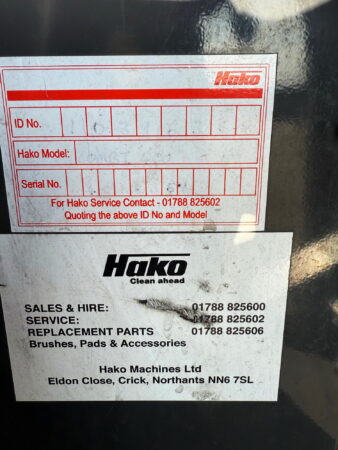 Hako
ID No.
Hako Model:
Serial No.
For Hako Service Contact - 01788 825602
Quoting the above ID No and Model
Hako
Clean ahead
SALES & HIRE: 01788 825600
SERVICE: 01788 825602
REPLACEMENT PARTS 01788 825606
Brushes, Pads & Accessories
Hako Machines Ltd
Eldon Close, Crick, Northants NN6 7SL